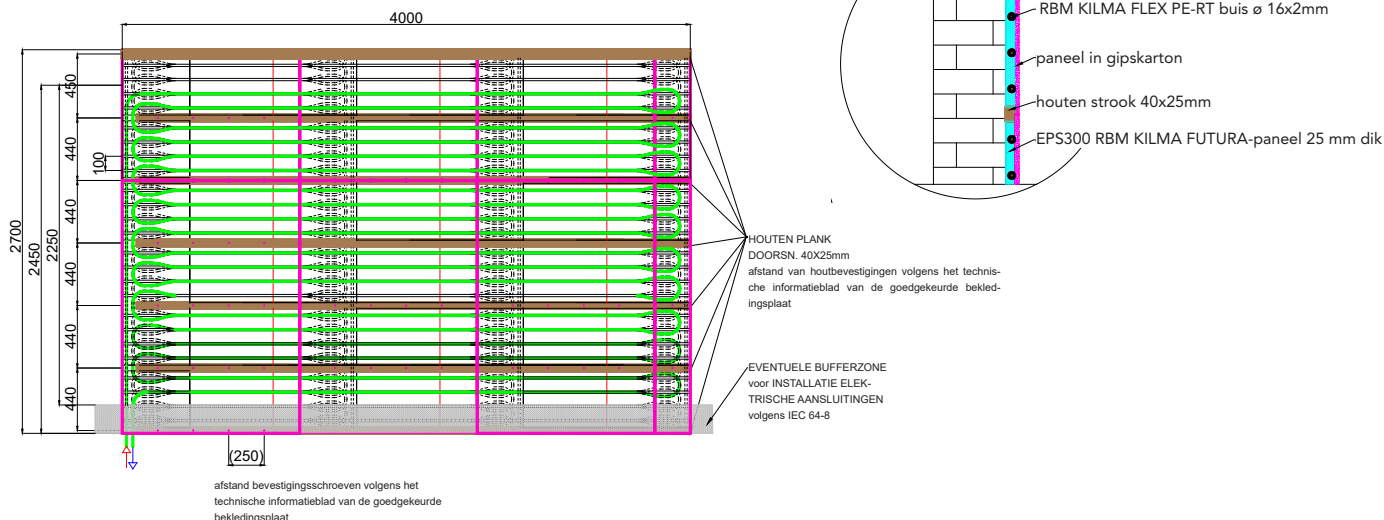 4000
2700
2450
2250
450
440
100
440
440
440
440
(250)
afstand bevestigingsschroeven volgens het
technische informatieblad van de goedgekeurde
bekledingsplaat
HOUTEN PLANK
DOORSN. 40X25mm
afstand van houtbevestigingen volgens het technis-
che informatieblad van de goedgekeurde bekled-
ingsplaat
EVENTUELE BUFFERZONE
voor INSTALLATIE ELEK-
TRISCHE AANSLUITINGEN
volgens IEC 64-8
RBM KILMA FLEX PE-RT buis ø 16x2mm
paneel in gipskarton
houten strook 40x25mm
EPS300 RBM KILMA FUTURA-paneel 25 mm dik